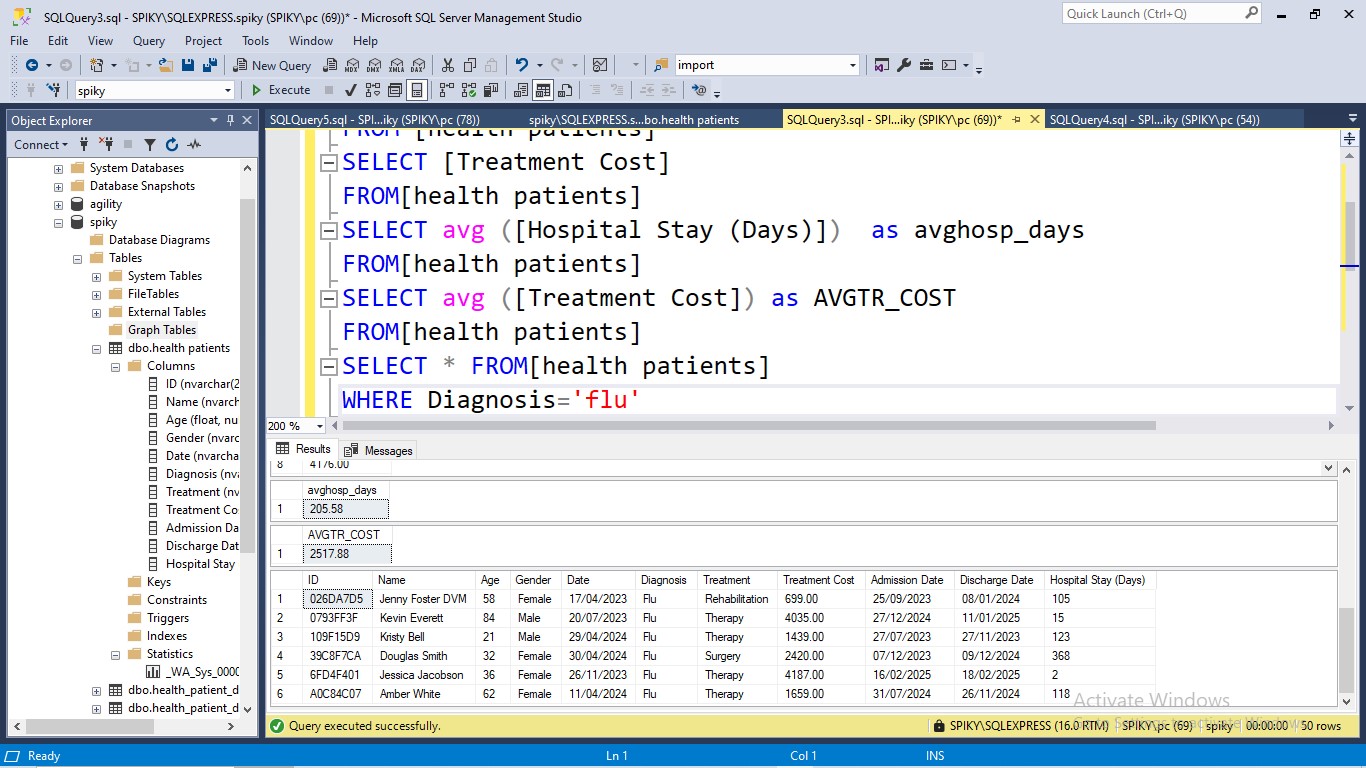 SQLQuery3.sql - SPIKY\SQLEXPRESS.spiky (SPIKY\pc (69))* - Microsoft SQL Server Management Studio
Quick Launch (Ctrl+Q)
File Edit View Query Project Tools Window Help
New Query MDX DMX XMLA DAX import
spiky Execute
Object Explorer
Connect
System Databases
Database Snapshots
agility
spiky
Database Diagrams
Tables
System Tables
FileTables
External Tables
Graph Tables
dbo.health patients
Columns
ID (nvarchar(2
Name (nvarch
Age (float, nu
Gender (nvarc
Date (nvarcha
Diagnosis (nv
Treatment (nv
Treatment Co
Admission Da
Discharge Dat
Hospital Stay
Keys
Constraints
Triggers
Indexes
Statistics
_WA_Sys_0000
dbo.health_patient_d
dbo.health_patient_d
SQLQuery5.sql - SPI...iky (SPIKY\pc (78)) spiky\SQLEXPRESS.s...bo.health patients SQLQuery3.sql - SPI...iky (SPIKY\pc (69))* SQLQuery4.sql - SPI...iky (SPIKY\pc (54))
FROM [health patients]
SELECT [Treatment Cost]
FROM[health patients]
SELECT avg ([Hospital Stay (Days)]) as avghosp_days
FROM[health patients]
SELECT avg ([Treatment Cost]) as AVGTR_COST
FROM[health patients]
SELECT * FROM[health patients]
WHERE Diagnosis='flu'
200 %
Results Messages
8 4176.00
avghosp_days
1 205.58
AVGTR_COST
1 2517.88
ID Name Age Gender Date Diagnosis Treatment Treatment Cost Admission Date Discharge Date Hospital Stay (Days)
1 026DA7D5 Jenny Foster DVM 58 Female 17/04/2023 Flu Rehabilitation 699.00 25/09/2023 08/01/2024 105
2 0793FF3F Kevin Everett 84 Male 20/07/2023 Flu Therapy 4035.00 27/12/2024 11/01/2025 15
3 109F15D9 Kristy Bell 21 Male 29/04/2024 Flu Therapy 1439.00 27/07/2023 27/11/2023 123
4 39C8F7CA Douglas Smith 32 Female 30/04/2024 Flu Surgery 2420.00 07/12/2023 09/12/2024 368
5 6FD4F401 Jessica Jacobson 36 Female 26/11/2023 Flu Therapy 4187.00 16/02/2025 18/02/2025 2
6 A0C84C07 Amber White 62 Female 11/04/2024 Flu Therapy 1659.00 31/07/2024 26/11/2024 118
Activate Windows
Query executed successfully. SPIKY\SQLEXPRESS (16.0 RTM) SPIKY\pc (69) spiky 00:00:00 50 rows
Ready Ln 1 Col 1 INS